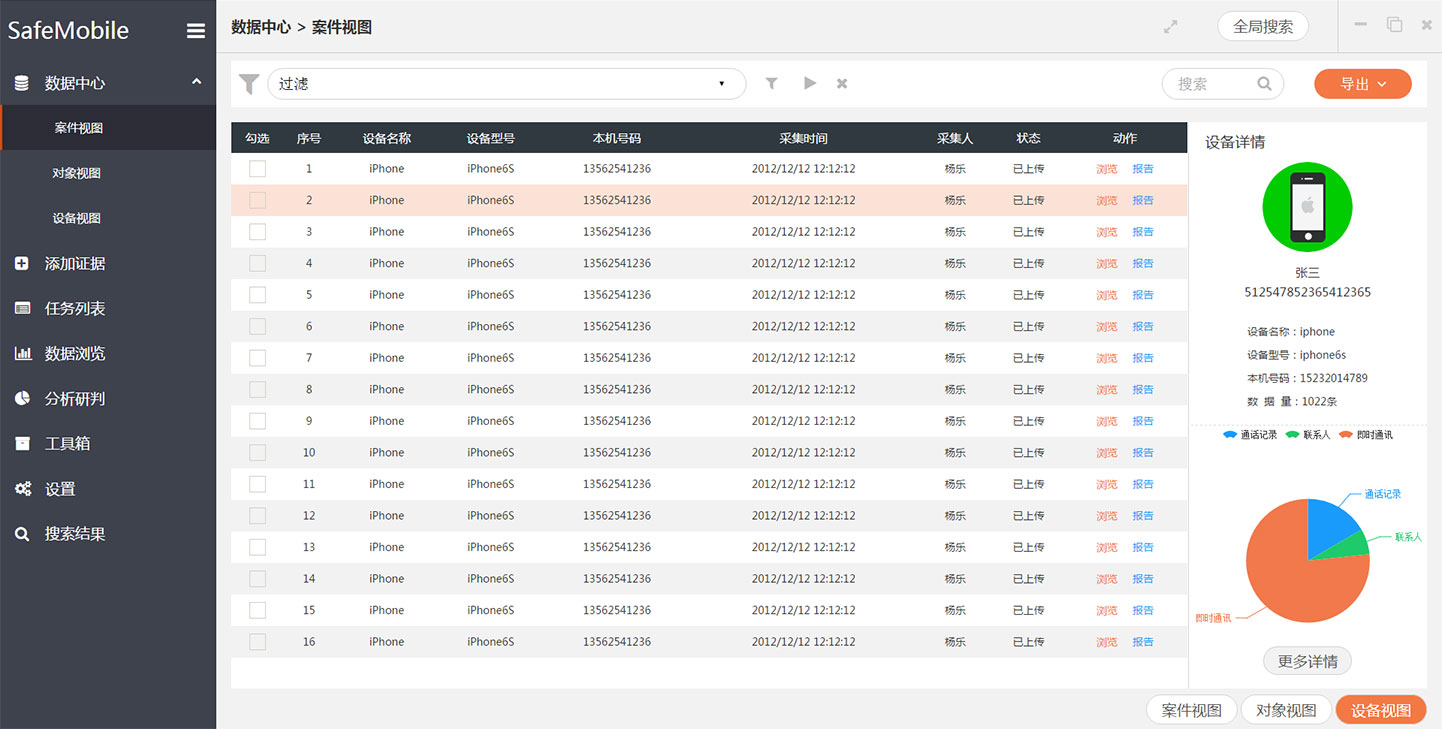 SafeMobile
数据中心
案件视图
对象视图
设备视图
添加证据
任务列表
数据浏览
分析研判
工具箱
设置
搜索结果
数据中心 > 案件视图
全局搜索
过滤
搜索
导出
勾选 序号 设备名称 设备型号 本机号码 采集时间 采集人 状态 动作
1 iPhone iPhone6S 13562541236 2012/12/12 12:12:12 杨乐 已上传 浏览 报告
2 iPhone iPhone6S 13562541236 2012/12/12 12:12:12 杨乐 已上传 浏览 报告
3 iPhone iPhone6S 13562541236 2012/12/12 12:12:12 杨乐 已上传 浏览 报告
4 iPhone iPhone6S 13562541236 2012/12/12 12:12:12 杨乐 已上传 浏览 报告
5 iPhone iPhone6S 13562541236 2012/12/12 12:12:12 杨乐 已上传 浏览 报告
6 iPhone iPhone6S 13562541236 2012/12/12 12:12:12 杨乐 已上传 浏览 报告
7 iPhone iPhone6S 13562541236 2012/12/12 12:12:12 杨乐 已上传 浏览 报告
8 iPhone iPhone6S 13562541236 2012/12/12 12:12:12 杨乐 已上传 浏览 报告
9 iPhone iPhone6S 13562541236 2012/12/12 12:12:12 杨乐 已上传 浏览 报告
10 iPhone iPhone6S 13562541236 2012/12/12 12:12:12 杨乐 已上传 浏览 报告
11 iPhone iPhone6S 13562541236 2012/12/12 12:12:12 杨乐 已上传 浏览 报告
12 iPhone iPhone6S 13562541236 2012/12/12 12:12:12 杨乐 已上传 浏览 报告
13 iPhone iPhone6S 13562541236 2012/12/12 12:12:12 杨乐 已上传 浏览 报告
14 iPhone iPhone6S 13562541236 2012/12/12 12:12:12 杨乐 已上传 浏览 报告
15 iPhone iPhone6S 13562541236 2012/12/12 12:12:12 杨乐 已上传 浏览 报告
16 iPhone iPhone6S 13562541236 2012/12/12 12:12:12 杨乐 已上传 浏览 报告
设备详情
张三
512547852365412365
设备名称：iphone
设备型号：iphone6s
本机号码：15232014789
数 据 量：1022条
通话记录 联系人 即时通讯
通话记录
联系人
即时通讯
更多详情
案件视图 对象视图 设备视图